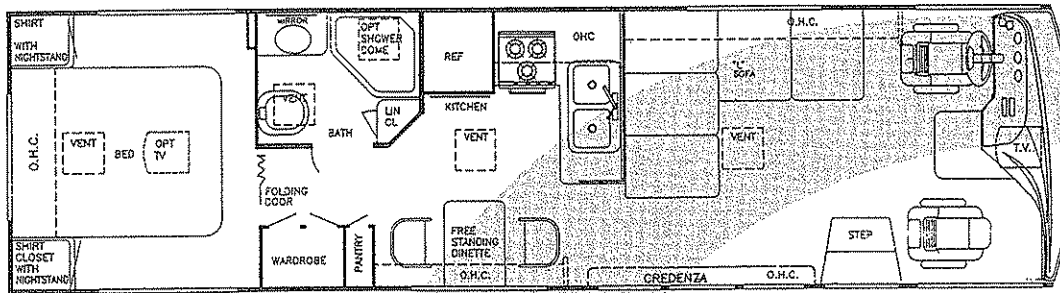 SHIRT
WITH
NIGHTSTAND
O.H.C.
VENT
BED
OPT
TV
SHIRT
CLOSET
WITH
NIGHTSTAND
MIRROR
OPT
SHOWER
DOME
VENT
BATH
LIN
CL
FOLDING
DOOR
WARDROBE
PANTRY
REF
KITCHEN
VENT
OHC
FREE
STANDING
DINETTE
O.H.C.
O.H.C.
"L"
SOFA
VENT
CREDENZA
O.H.C.
STEP
T.V.